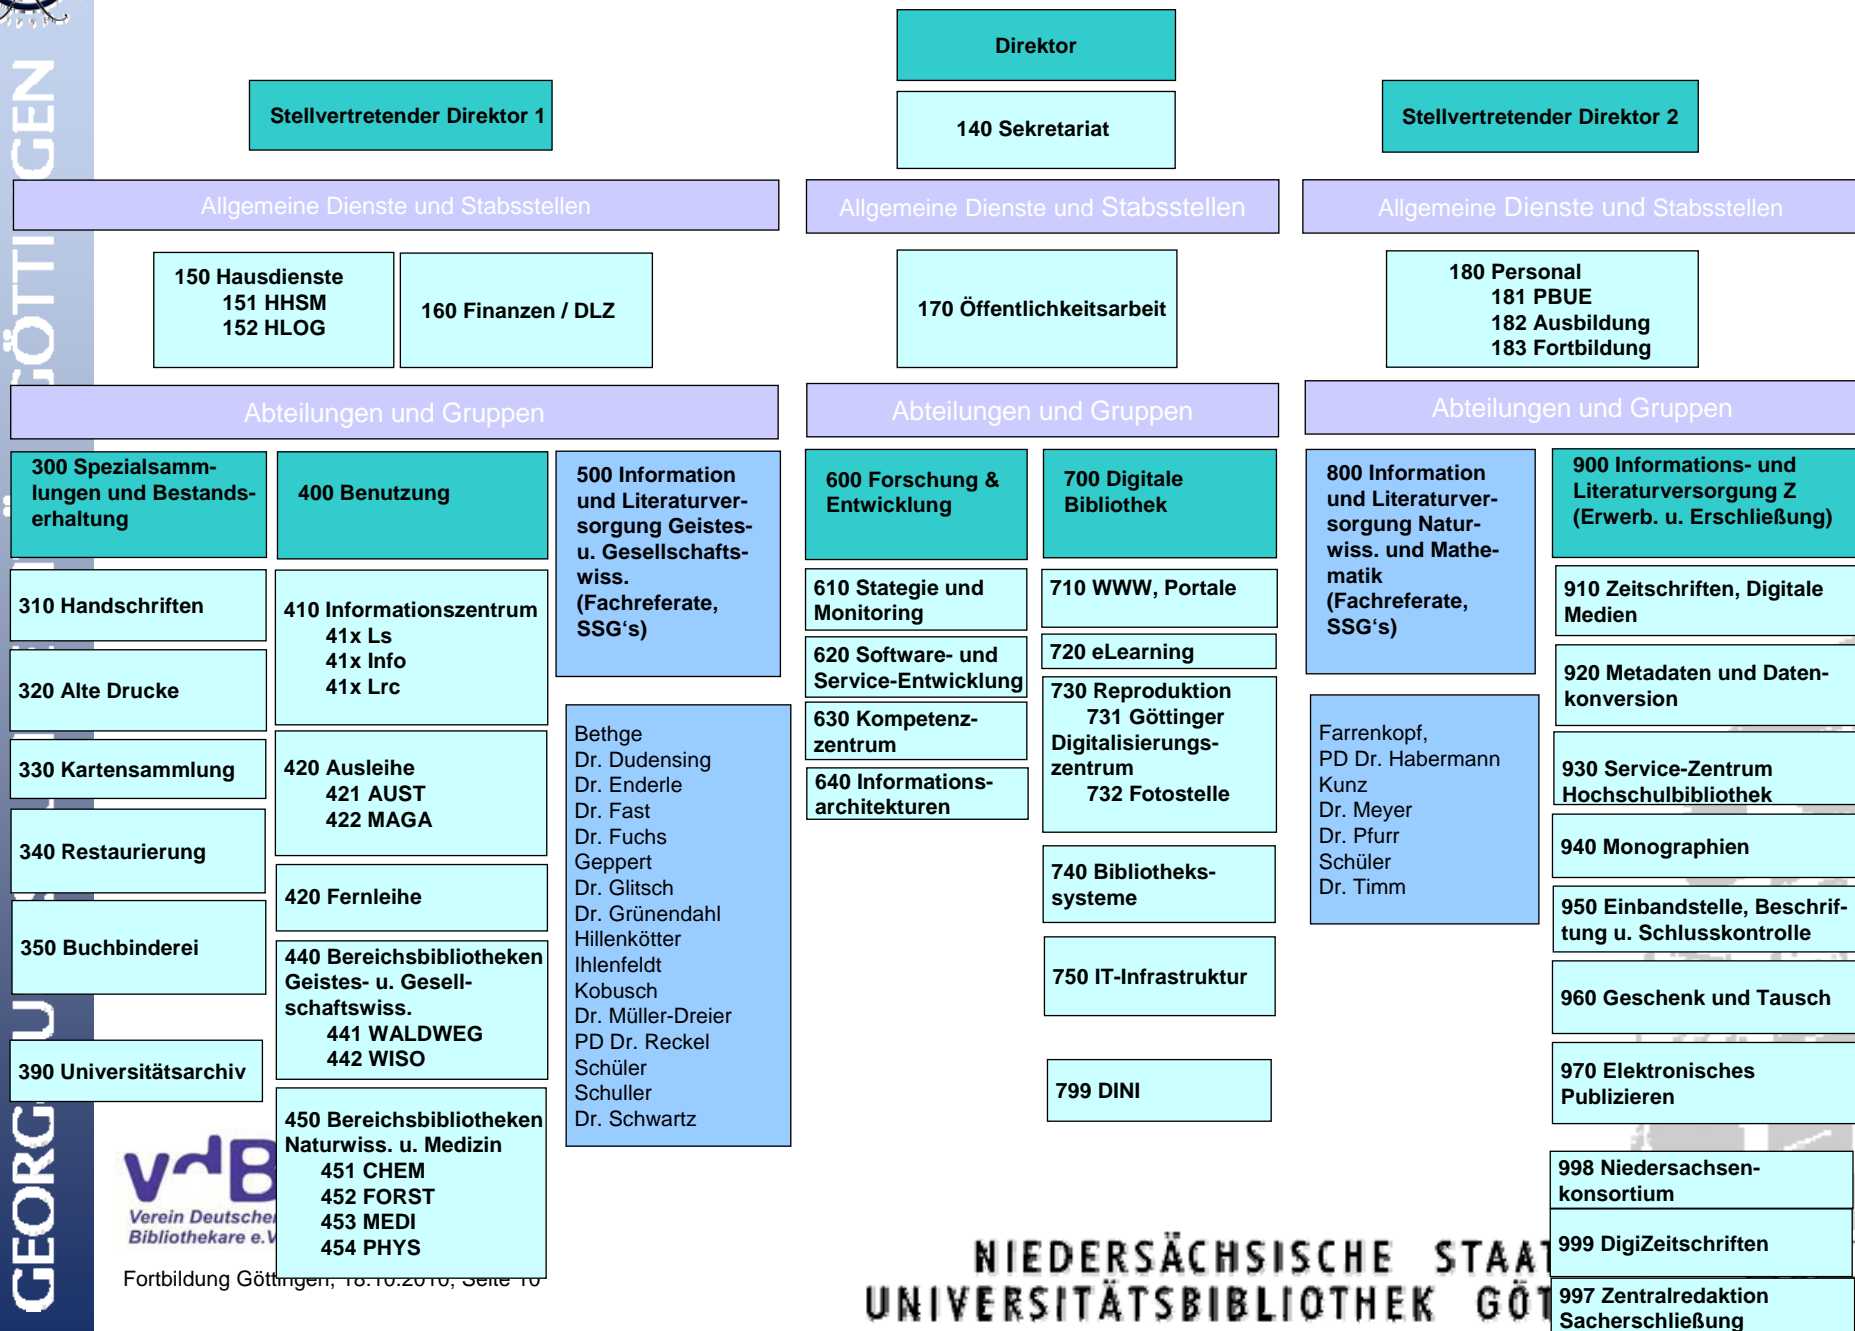 Direktor
140 Sekretariat
Stellvertretender Direktor 1
Stellvertretender Direktor 2
Allgemeine Dienste und Stabsstellen
Allgemeine Dienste und Stabsstellen
Allgemeine Dienste und Stabsstellen
150 Hausdienste
151 HHSM
152 HLOG
160 Finanzen / DLZ
170 Öffentlichkeitsarbeit
180 Personal
181 PBUE
182 Ausbildung
183 Fortbildung
Abteilungen und Gruppen
Abteilungen und Gruppen
Abteilungen und Gruppen
300 Spezialsamm-
lungen und Bestands-
erhaltung
310 Handschriften
320 Alte Drucke
330 Kartensammlung
340 Restaurierung
350 Buchbinderei
390 Universitätsarchiv
400 Benutzung
410 Informationszentrum
41x Ls
41x Info
41x Lrc
420 Ausleihe
421 AUST
422 MAGA
420 Fernleihe
440 Bereichsbibliotheken
Geistes- u. Gesell-
schaftswiss.
441 WALDWEG
442 WISO
450 Bereichsbibliotheken
Naturwiss. u. Medizin
451 CHEM
452 FORST
453 MEDI
454 PHYS
500 Information
und Literaturver-
sorgung Geistes-
u. Gesellschafts-
wiss.
(Fachreferate,
SSG‘s)
Bethge
Dr. Dudensing
Dr. Enderle
Dr. Fast
Dr. Fuchs
Geppert
Dr. Glitsch
Dr. Grünendahl
Hillenkötter
Ihlenfeldt
Kobusch
Dr. Müller-Dreier
PD Dr. Reckel
Schüler
Schuller
Dr. Schwartz
600 Forschung &
Entwicklung
610 Stategie und
Monitoring
620 Software- und
Service-Entwicklung
630 Kompetenz-
zentrum
640 Informations-
architekturen
700 Digitale
Bibliothek
710 WWW, Portale
720 eLearning
730 Reproduktion
731 Göttinger
Digitalisierungs-
zentrum
732 Fotostelle
740 Bibliotheks-
systeme
750 IT-Infrastruktur
799 DINI
800 Information
und Literaturver-
sorgung Natur-
wiss. und Mathe-
matik
(Fachreferate,
SSG‘s)
Farrenkopf,
PD Dr. Habermann
Kunz
Dr. Meyer
Dr. Pfurr
Schüler
Dr. Timm
900 Informations- und
Literaturversorgung Z
(Erwerb. u. Erschließung)
910 Zeitschriften, Digitale
Medien
920 Metadaten und Daten-
konversion
930 Service-Zentrum
Hochschulbibliothek
940 Monographien
950 Einbandstelle, Beschrif-
tung u. Schlusskontrolle
960 Geschenk und Tausch
970 Elektronisches
Publizieren
998 Niedersachsen-
konsortium
999 DigiZeitschriften
997 Zentralredaktion
Sacherschließung
vdB
Verein Deutscher
Bibliothekare e.V
Fortbildung Göttingen, 18.10.2010, Seite 10
NIEDERSÄCHSISCHE STAAT
UNIVERSITÄTSBIBLIOTHEK GÖT
GEORG
GÖTTINGEN